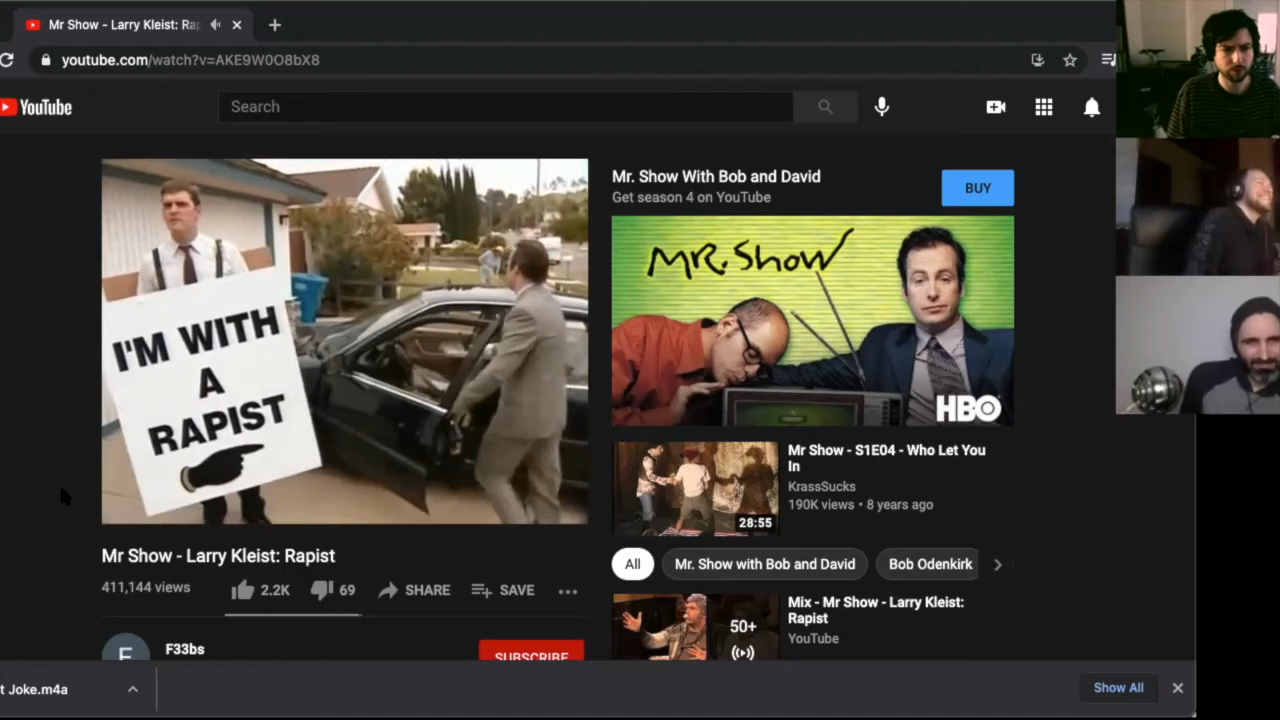 Mr Show - Larry Kleist: Rap
youtube.com/watch?v=AKE9W0O8bX8
YouTube
Search
I'M WITH
A
RAPIST
Mr. Show With Bob and David
Get season 4 on YouTube
BUY
MR. SHOW
HBO
Mr Show - S1E04 - Who Let You
In
KrassSucks
190K views • 8 years ago
28:55
Mr Show - Larry Kleist: Rapist
411,144 views
2.2K
69
SHARE
SAVE
All
Mr. Show with Bob and David
Bob Odenkirk
Mix - Mr Show - Larry Kleist:
Rapist
YouTube
50+
F33bs
SUBSCRIBE
t Joke.m4a
Show All